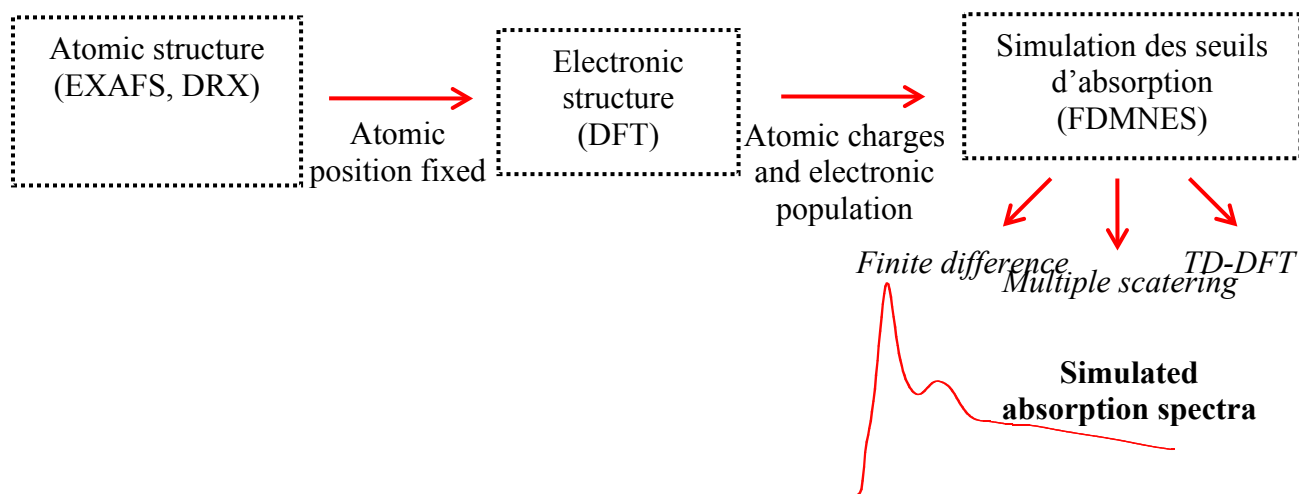 Atomic structure
(EXAFS, DRX)
Atomic
position fixed
Electronic
structure
(DFT)
Atomic charges
and electronic
population
Simulation des seuils
d’absorption
(FDMNES)
Finite difference
Multiple scatering
TD-DFT
Simulated
absorption spectra